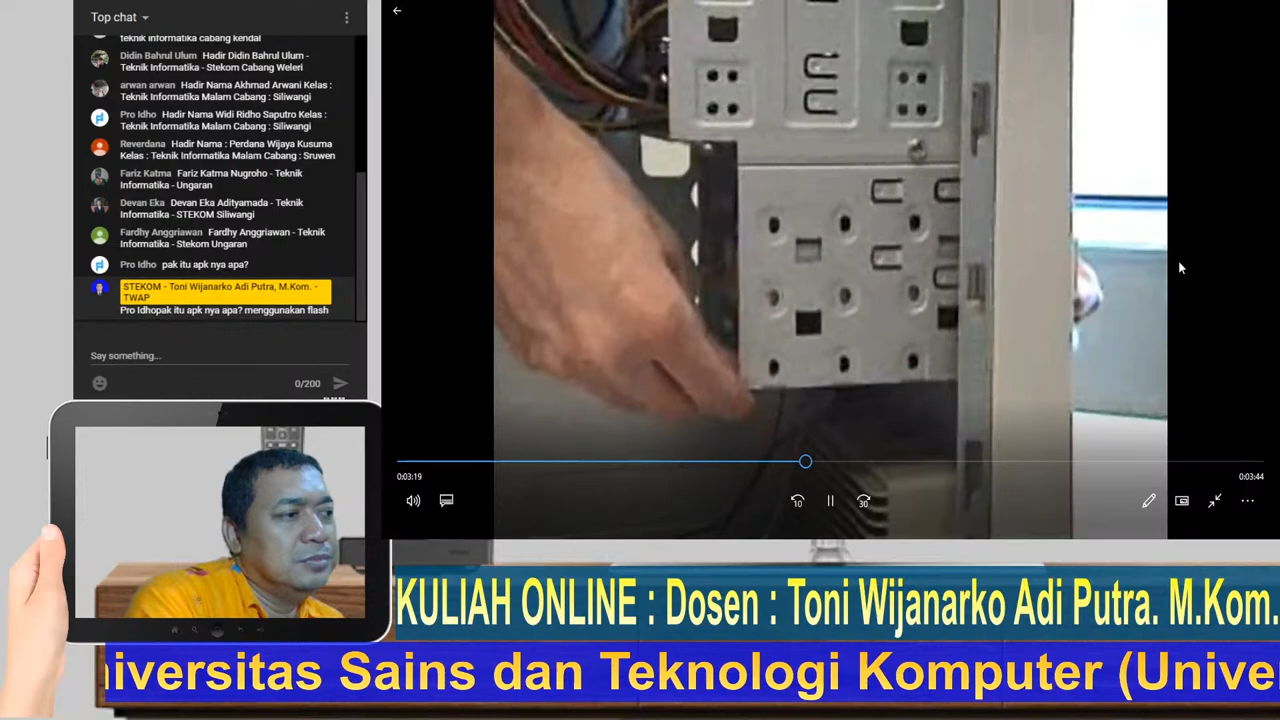 Top chat
teknik informatika cabang kendal
Didin Bahrul Ulum Hadir Didin Bahrul Ulum -
Teknik Informatika - Stekom Cabang Weleri
arwan arwan Hadir Nama Akhmad Arwani Kelas :
Teknik Informatika Malam Cabang : Siliwangi
Pro Idho Hadir Nama Widi Ridho Saputro Kelas :
Teknik Informatika Malam Cabang : Siliwangi
Reverdana Hadir Nama : Perdana Wijaya Kusuma
Kelas : Teknik Informatika Malam Cabang : Sruwen
Fariz Katma Fariz Katma Nugroho - Teknik
Informatika - Ungaran
Devan Eka Devan Eka Adityamada - Teknik
Informatika - STEKOM Siliwangi
Fardhy Anggriawan Fardhy Anggriawan - Teknik
Informatika - Stekom Ungaran
Pro Idho pak itu apk nya apa?
STEKOM - Toni Wijanarko Adi Putra, M.Kom. -
TWAP
Pro Idhopak itu apk nya apa? menggunakan flash
Say something...
0/200
0:03:19
0:03:44
10
30
KULIAH ONLINE : Dosen : Toni Wijanarko Adi Putra. M.Kom.
niversitas Sains dan Teknologi Komputer (Unive